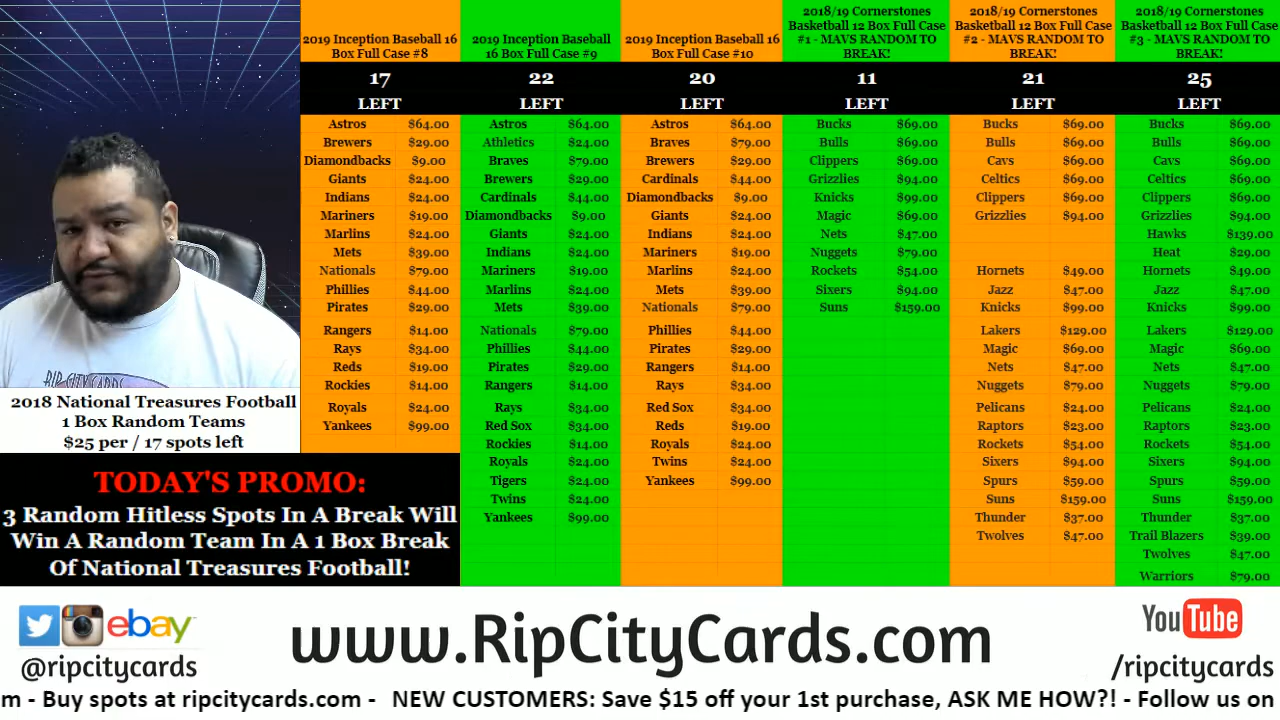 2019 Inception Baseball 16
Box Full Case #8
17
LEFT
Astros $64.00
Brewers $29.00
Diamondbacks $9.00
Giants $24.00
Indians $24.00
Mariners $19.00
Marlins $24.00
Mets $39.00
Nationals $79.00
Phillies $44.00
Pirates $29.00
Rangers $14.00
Rays $34.00
Reds $19.00
Rockies $14.00
Royals $24.00
Yankees $99.00
2019 Inception Baseball
16 Box Full Case #9
22
LEFT
Astros $64.00
Athletics $24.00
Braves $79.00
Brewers $29.00
Cardinals $44.00
Diamondbacks $9.00
Giants $24.00
Indians $24.00
Mariners $19.00
Marlins $24.00
Mets $39.00
Nationals $79.00
Phillies $44.00
Pirates $29.00
Rangers $14.00
Rays $34.00
Red Sox $34.00
Rockies $14.00
Royals $24.00
Tigers $24.00
Twins $24.00
Yankees $99.00
2019 Inception Baseball 16
Box Full Case #10
20
LEFT
Astros $64.00
Braves $79.00
Brewers $29.00
Cardinals $44.00
Diamondbacks $9.00
Giants $24.00
Indians $24.00
Mariners $19.00
Marlins $24.00
Mets $39.00
Nationals $79.00
Phillies $44.00
Pirates $29.00
Rangers $14.00
Rays $34.00
Red Sox $34.00
Reds $19.00
Royals $24.00
Twins $24.00
Yankees $99.00
2018/19 Cornerstones
Basketball 12 Box Full Case
#1 - MAVS RANDOM TO
BREAK!
11
LEFT
Bucks $69.00
Bulls $69.00
Clippers $69.00
Grizzlies $94.00
Knicks $99.00
Magic $69.00
Nets $47.00
Nuggets $79.00
Rockets $54.00
Sixers $94.00
Suns $159.00
2018/19 Cornerstones
Basketball 12 Box Full Case
#2 - MAVS RANDOM TO
BREAK!
21
LEFT
Bucks $69.00
Bulls $69.00
Cavs $69.00
Celtics $69.00
Clippers $69.00
Grizzlies $94.00
Hornets $49.00
Jazz $47.00
Knicks $99.00
Lakers $129.00
Magic $69.00
Nets $47.00
Nuggets $79.00
Pelicans $24.00
Raptors $23.00
Rockets $54.00
Sixers $94.00
Spurs $59.00
Suns $159.00
Thunder $37.00
Twolves $47.00
2018/19 Cornerstones
Basketball 12 Box Full Case
#3 - MAVS RANDOM TO
BREAK!
25
LEFT
Bucks $69.00
Bulls $69.00
Cavs $69.00
Celtics $69.00
Clippers $69.00
Grizzlies $94.00
Hawks $139.00
Heat $29.00
Hornets $49.00
Jazz $47.00
Knicks $99.00
Lakers $129.00
Magic $69.00
Nets $47.00
Nuggets $79.00
Pelicans $24.00
Raptors $23.00
Rockets $54.00
Sixers $94.00
Spurs $59.00
Suns $159.00
Thunder $37.00
Trail Blazers $39.00
Twolves $47.00
Warriors $79.00
RIP CITY CARDS
2018 National Treasures Football
1 Box Random Teams
$25 per / 17 spots left
TODAY'S PROMO:
3 Random Hitless Spots In A Break Will
Win A Random Team In A 1 Box Break
Of National Treasures Football!
ebay
@ripcitycards
www.RipCityCards.com
YouTube
/ripcitycards
m - Buy spots at ripcitycards.com - NEW CUSTOMERS: Save $15 off your 1st purchase, ASK ME HOW?! - Follow us on